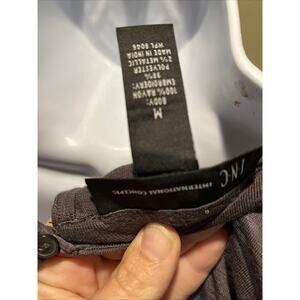 M
BODY:
100% RAYON
EMBROIDERY:
98% POLYESTER
2% METALLIC
MADE IN INDIA
I·N·C
INTERNATIONAL CONCEPTS